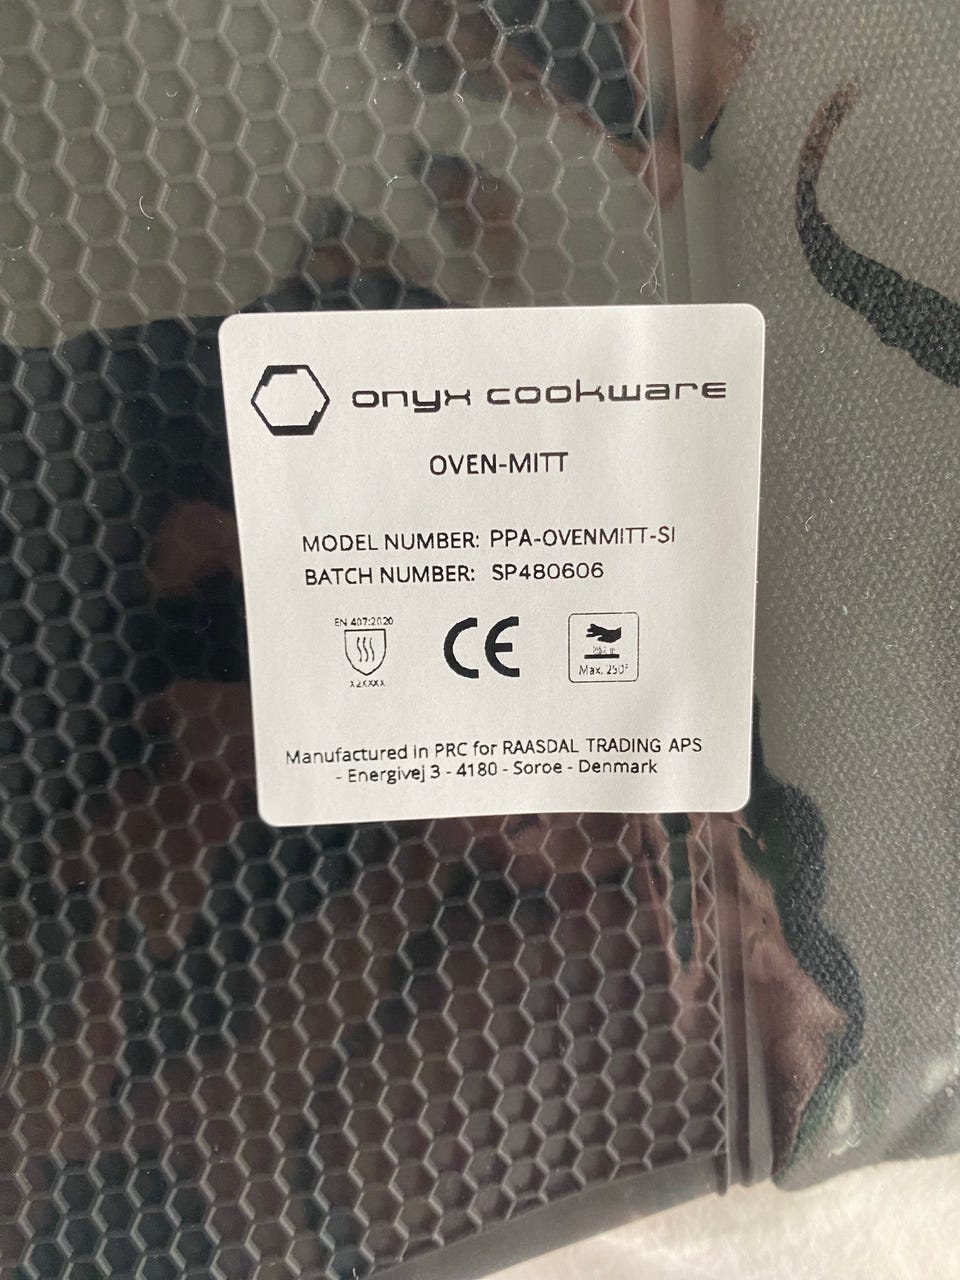 onyx cookware
OVEN-MITT
MODEL NUMBER: PPA-OVENMITT-SI
BATCH NUMBER: SP480606
EN 407:2020
X2XXXX
CE
Max. 250°
Manufactured in PRC for RAASDAL TRADING APS
- Energivej 3 - 4180 - Soroe - Denmark